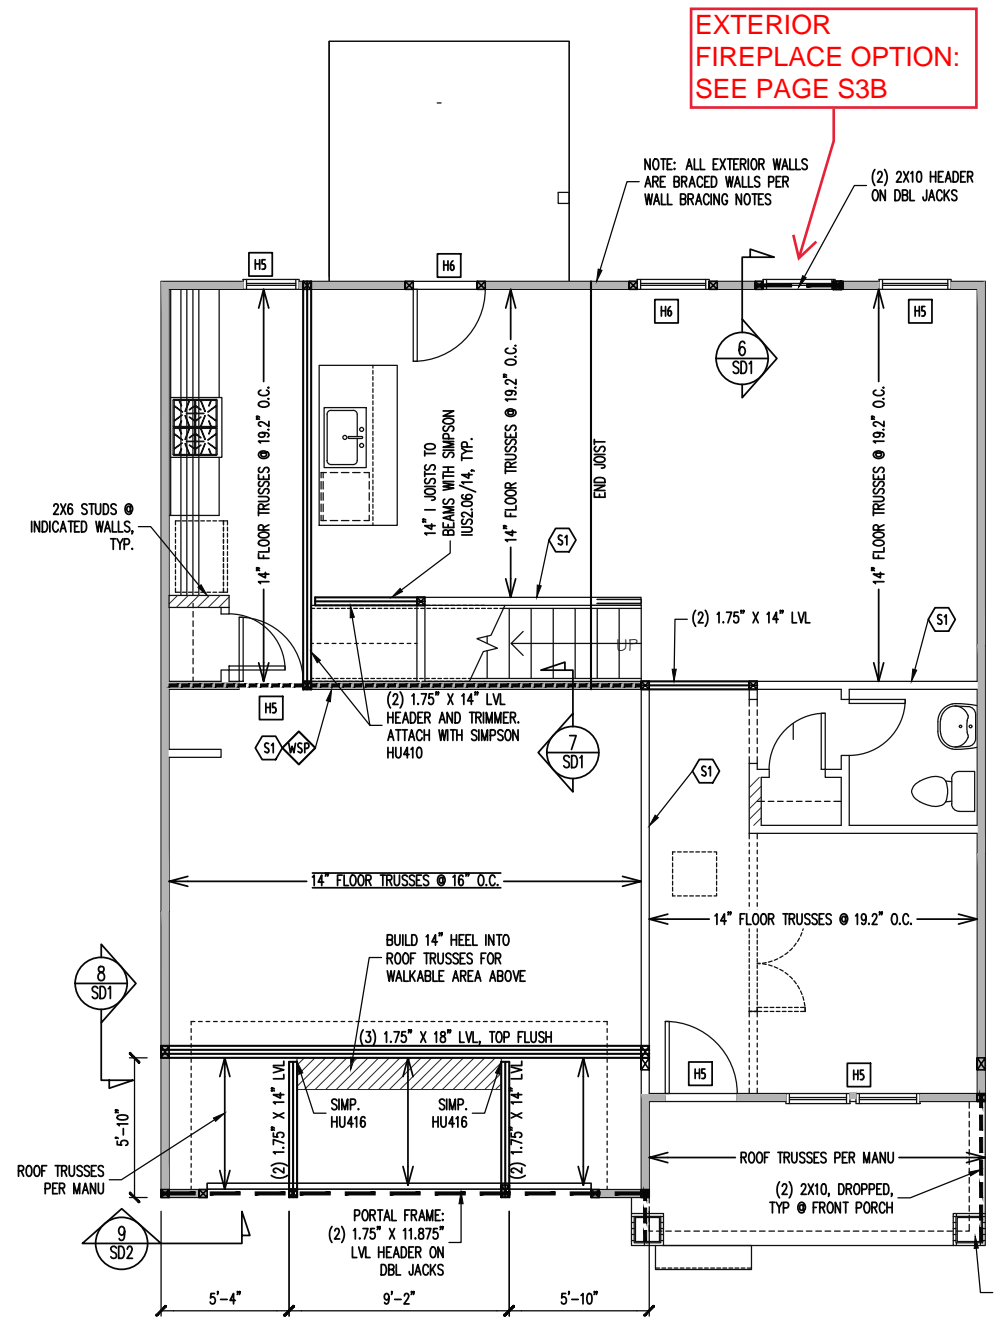 EXTERIOR
FIREPLACE OPTION:
SEE PAGE S3B
NOTE: ALL EXTERIOR WALLS
ARE BRACED WALLS PER
WALL BRACING NOTES
(2) 2X10 HEADER
ON DBL JACKS
H5
H6
H6
H5
6
SD1
14" FLOOR TRUSSES @ 19.2" O.C.
14" FLOOR TRUSSES @ 19.2" O.C.
14" FLOOR TRUSSES @ 19.2" O.C.
END JOIST
14" I JOISTS TO
BEAMS WITH SIMPSON
IUS2.06/14, TYP.
2X6 STUDS @
INDICATED WALLS,
TYP.
S1
(2) 1.75" X 14" LVL
S1
UP
H5
S1
WSP
(2) 1.75" X 14" LVL
HEADER AND TRIMMER.
ATTACH WITH SIMPSON
HU410
7
SD1
S1
14" FLOOR TRUSSES @ 16" O.C.
14" FLOOR TRUSSES @ 19.2" O.C.
BUILD 14" HEEL INTO
ROOF TRUSSES FOR
WALKABLE AREA ABOVE
8
SD1
(3) 1.75" X 18" LVL, TOP FLUSH
(2) 1.75" X 14" LVL
(2) 1.75" X 14" LVL
SIMP.
HU416
SIMP.
HU416
H5
H5
5'-10"
ROOF TRUSSES
PER MANU
ROOF TRUSSES PER MANU
(2) 2X10, DROPPED,
TYP @ FRONT PORCH
PORTAL FRAME:
(2) 1.75" X 11.875"
LVL HEADER ON
DBL JACKS
9
SD2
5'-4"
9'-2"
5'-10"